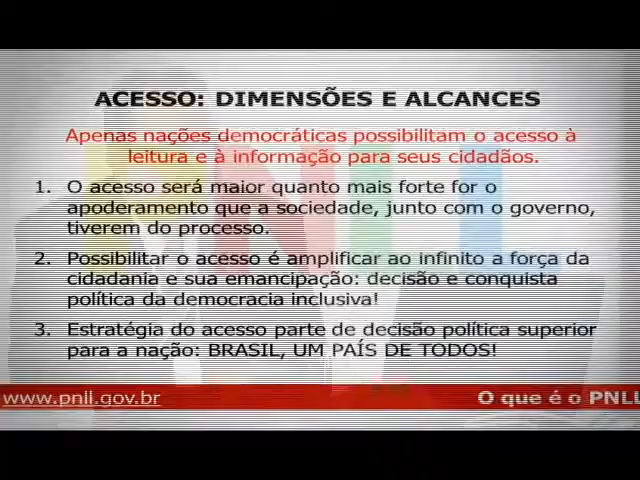 ACESSO: DIMENSÕES E ALCANCES
Apenas nações democráticas possibilitam o acesso à
leitura e à informação para seus cidadãos.
1. O acesso será maior quanto mais forte for o
apoderamento que a sociedade, junto com o governo,
tiverem do processo.
2. Possibilitar o acesso é amplificar ao infinito a força da
cidadania e sua emancipação: decisão e conquista
política da democracia inclusiva!
3. Estratégia do acesso parte de decisão política superior
para a nação: BRASIL, UM PAÍS DE TODOS!
www.pnll.gov.br O que é o PNLL
PNLL